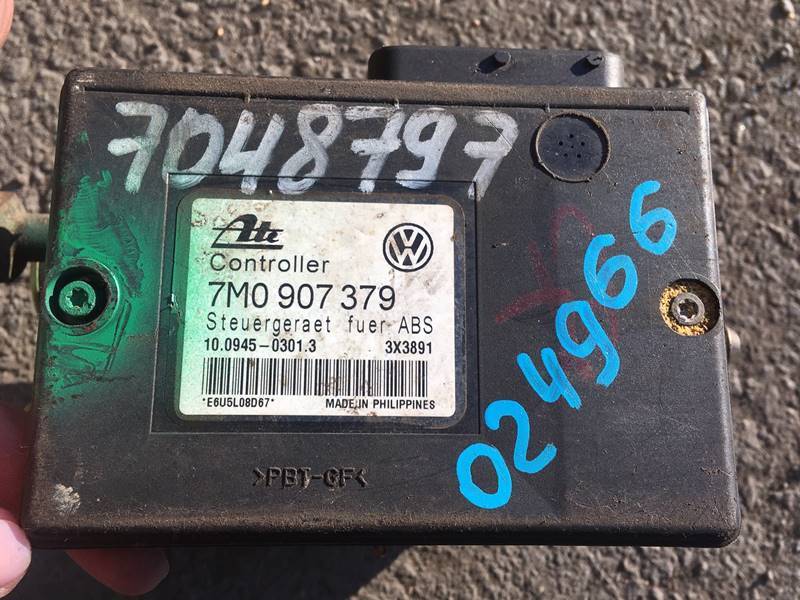 7048797
Ate
Controller
7M0 907 379
Steuergeraet fuer ABS
10.0945-0301.3 3X3891
*E6U5L08D67* MADE IN PHILIPPINES
>PBT-GF<
024966